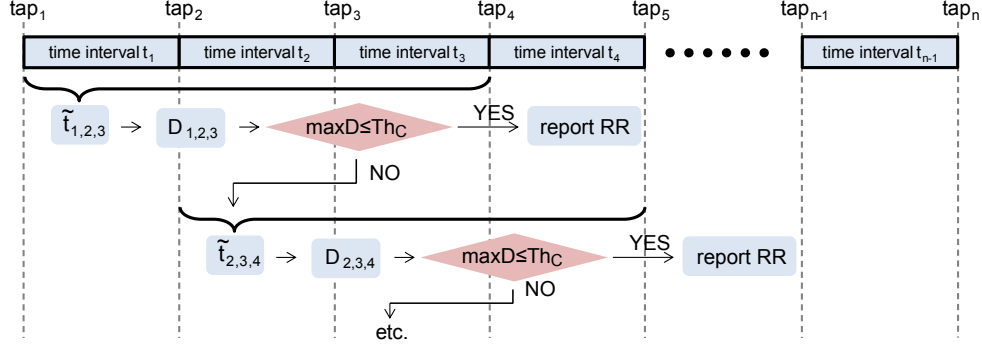 tap₁ tap₂ tap₃ tap₄ tap₅ tapₙ₋₁ tapₙ
time interval t₁ time interval t₂ time interval t₃ time interval t₄ time interval tₙ₋₁
t̃₁,₂,₃ D₁,₂,₃ maxD≤Th_C YES report RR
NO
t̃₂,₃,₄ D₂,₃,₄ maxD≤Th_C YES report RR
NO
etc.